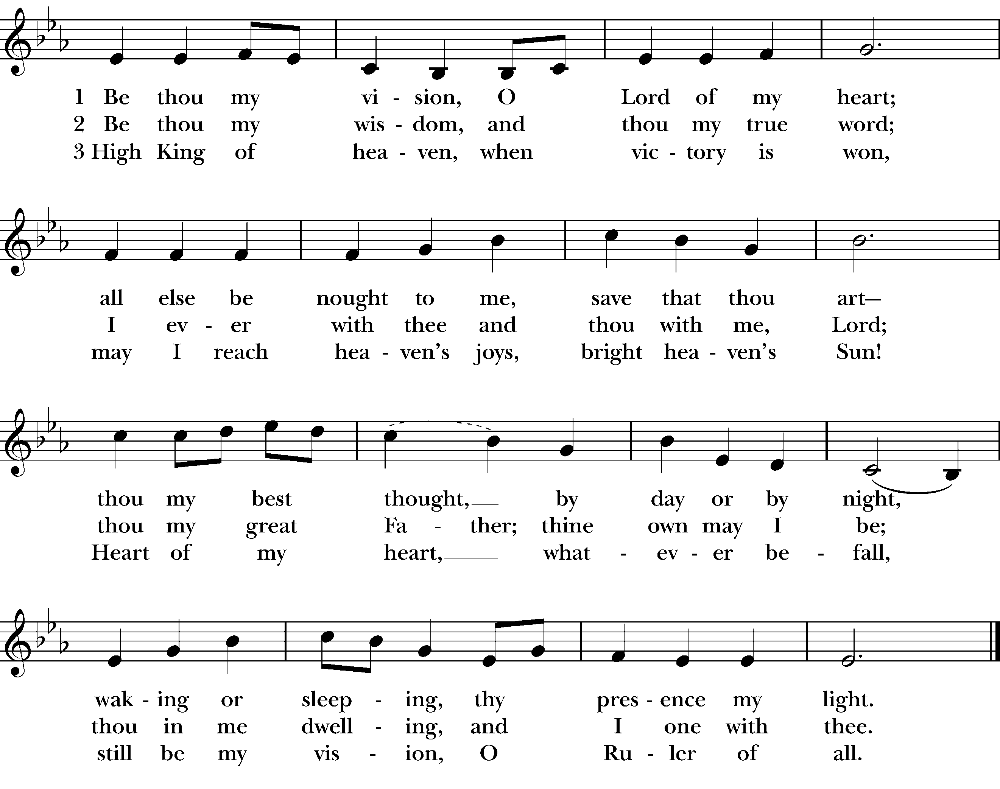 1 Be thou my vi - sion, O Lord of my heart;
2 Be thou my wis - dom, and thou my true word;
3 High King of hea - ven, when vic - tory is won,
all else be nought to me, save that thou art—
I ev - er with thee and thou with me, Lord;
may I reach hea - ven's joys, bright hea - ven's Sun!
thou my best thought, by day or by night,
thou my great Fa - ther; thine own may I be;
Heart of my heart, what - ev - er be - fall,
wak - ing or sleep - ing, thy pres - ence my light.
thou in me dwell - ing, and I one with thee.
still be my vis - ion, O Ru - ler of all.